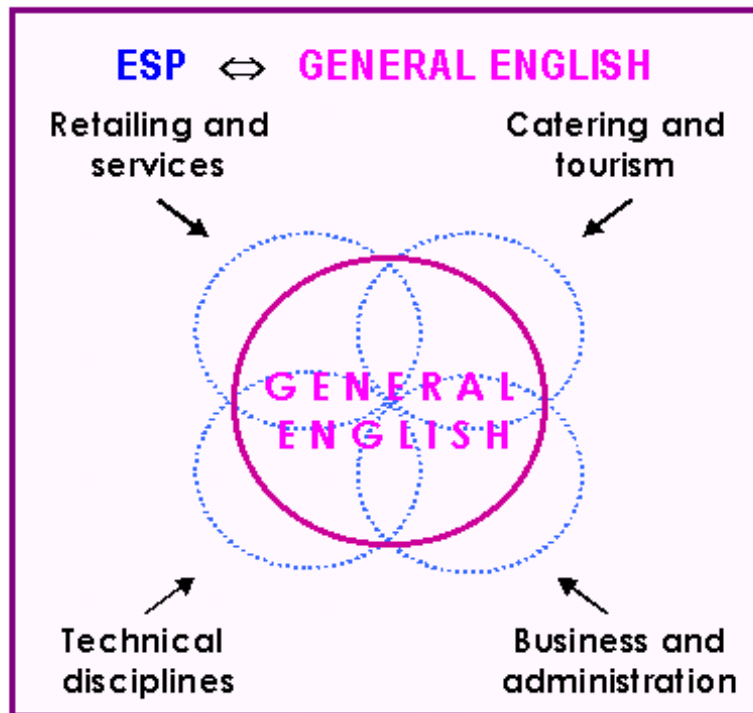 ESP ⇔ GENERAL ENGLISH
Retailing and
services
Catering and
tourism
GENERAL
ENGLISH
Technical
disciplines
Business and
administration